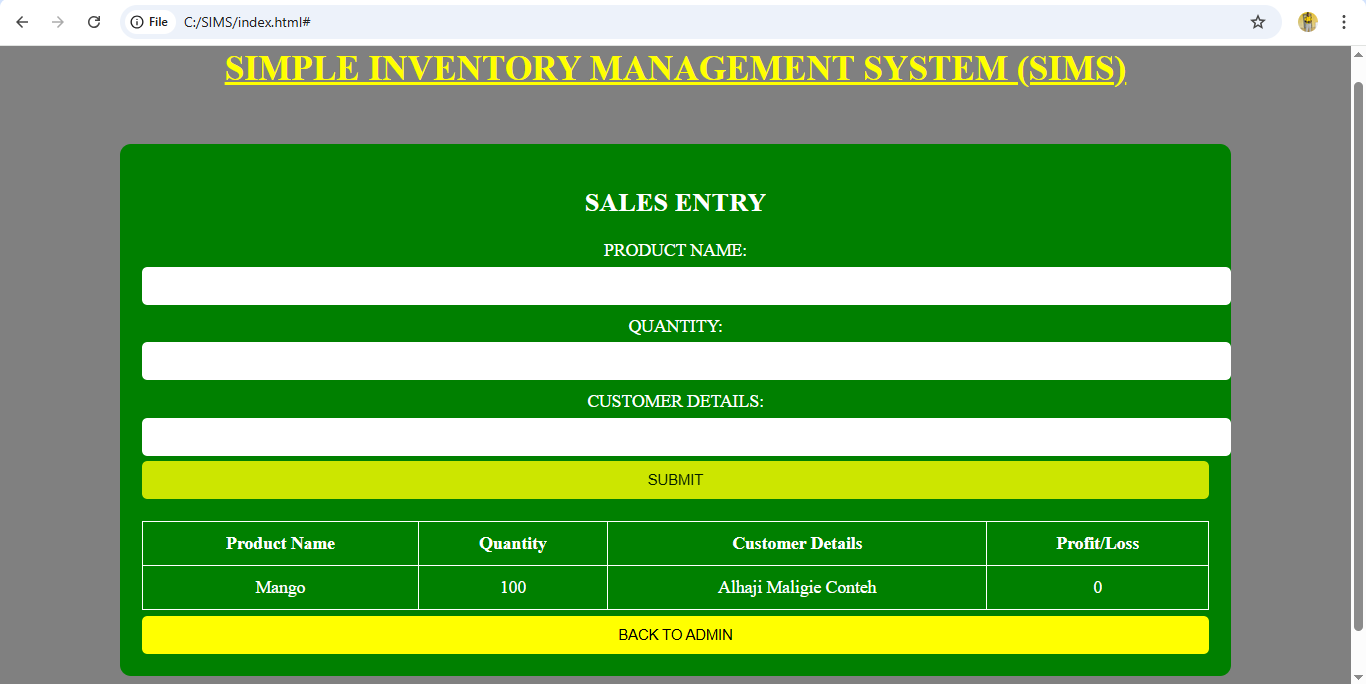 File C:/SIMS/index.html#
SIMPLE INVENTORY MANAGEMENT SYSTEM (SIMS)
SALES ENTRY
PRODUCT NAME:
QUANTITY:
CUSTOMER DETAILS:
SUBMIT
Product Name Quantity Customer Details Profit/Loss
Mango 100 Alhaji Maligie Conteh 0
BACK TO ADMIN